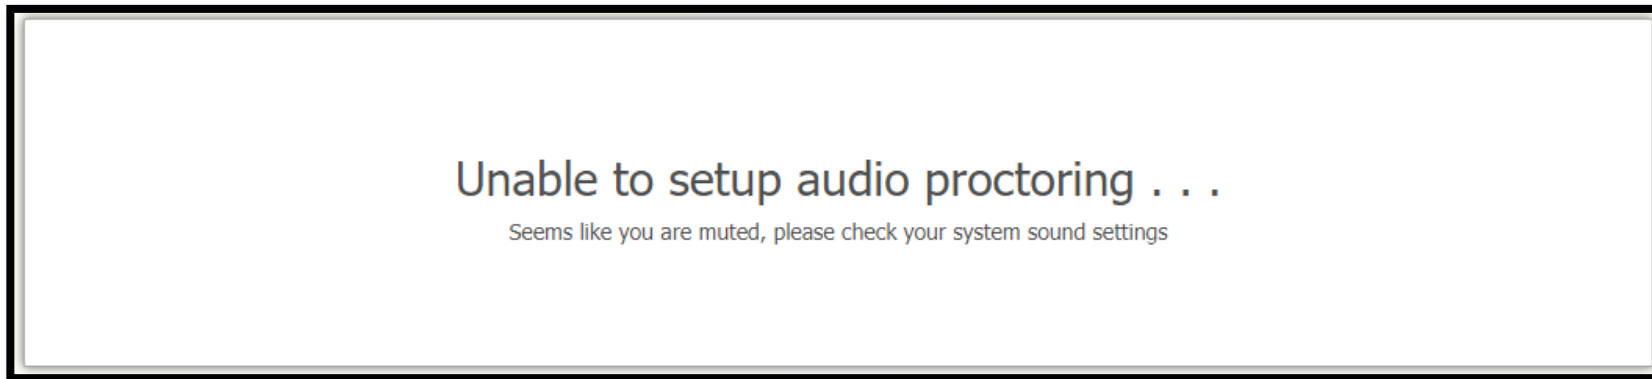 Unable to setup audio proctoring . . .
Seems like you are muted, please check your system sound settings